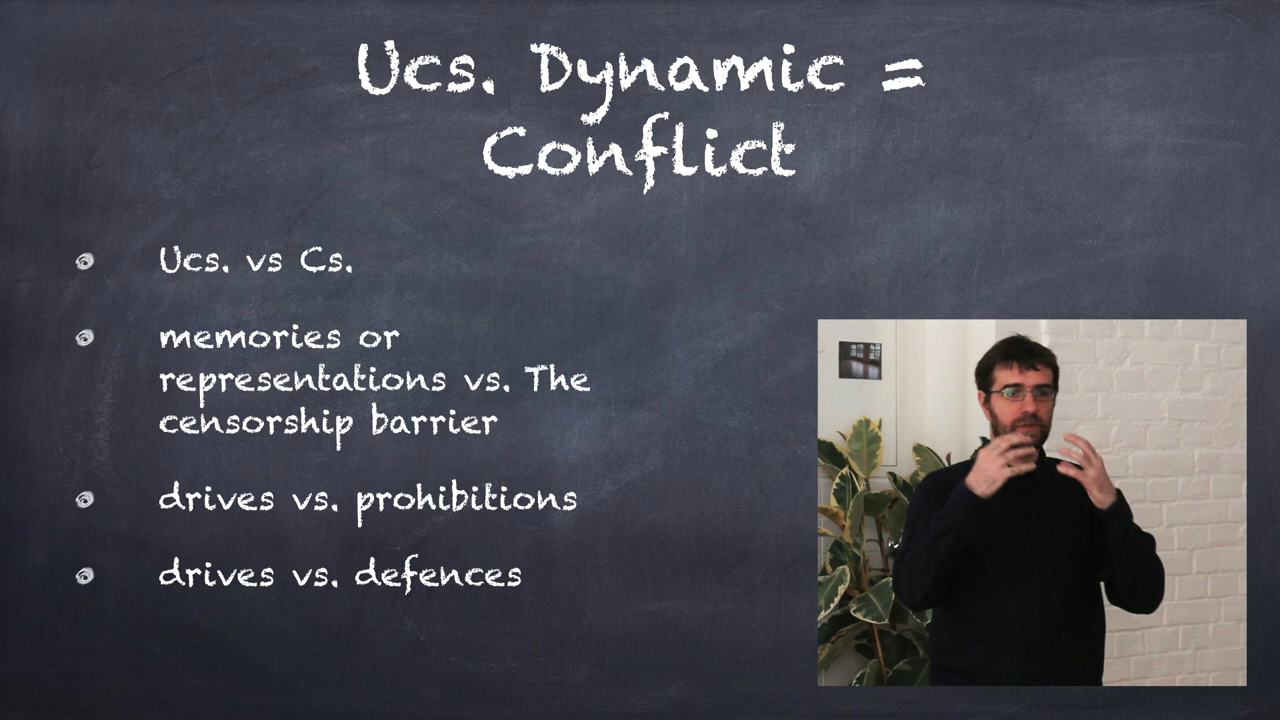 Ucs. Dynamic =
Conflict
Ucs. vs Cs.
memories or
representations vs. The
censorship barrier
drives vs. prohibitions
drives vs. defences